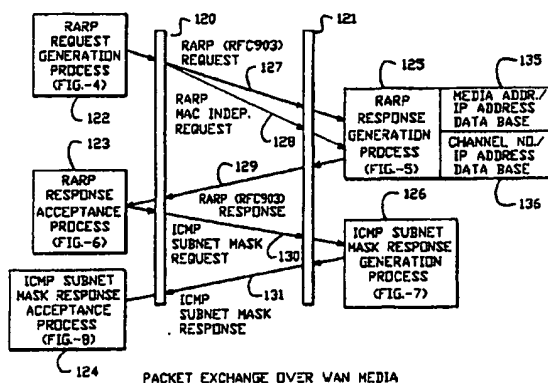 120
121
RARP
REQUEST
GENERATION
PROCESS
(FIG.-4)
122
RARP (RFC903)
REQUEST
127
RARP
MAC INDEP.
REQUEST
128
125
135
RARP
RESPONSE
GENERATION
PROCESS
(FIG.-5)
MEDIA ADDR./
IP ADDRESS
DATA BASE
CHANNEL NO./
IP ADDRESS
DATA BASE
136
123
129
RARP
RESPONSE
ACCEPTANCE
PROCESS
(FIG.-6)
RARP (RFC903)
RESPONSE
ICMP
SUBNET MASK
REQUEST
130
126
ICMP SUBNET
MASK RESPONSE
GENERATION
PROCESS
(FIG.-7)
ICMP SUBNET
MASK RESPONSE
ACCEPTANCE
PROCESS
(FIG.-8)
124
131
ICMP
SUBNET MASK
RESPONSE
PACKET EXCHANGE OVER WAN MEDIA